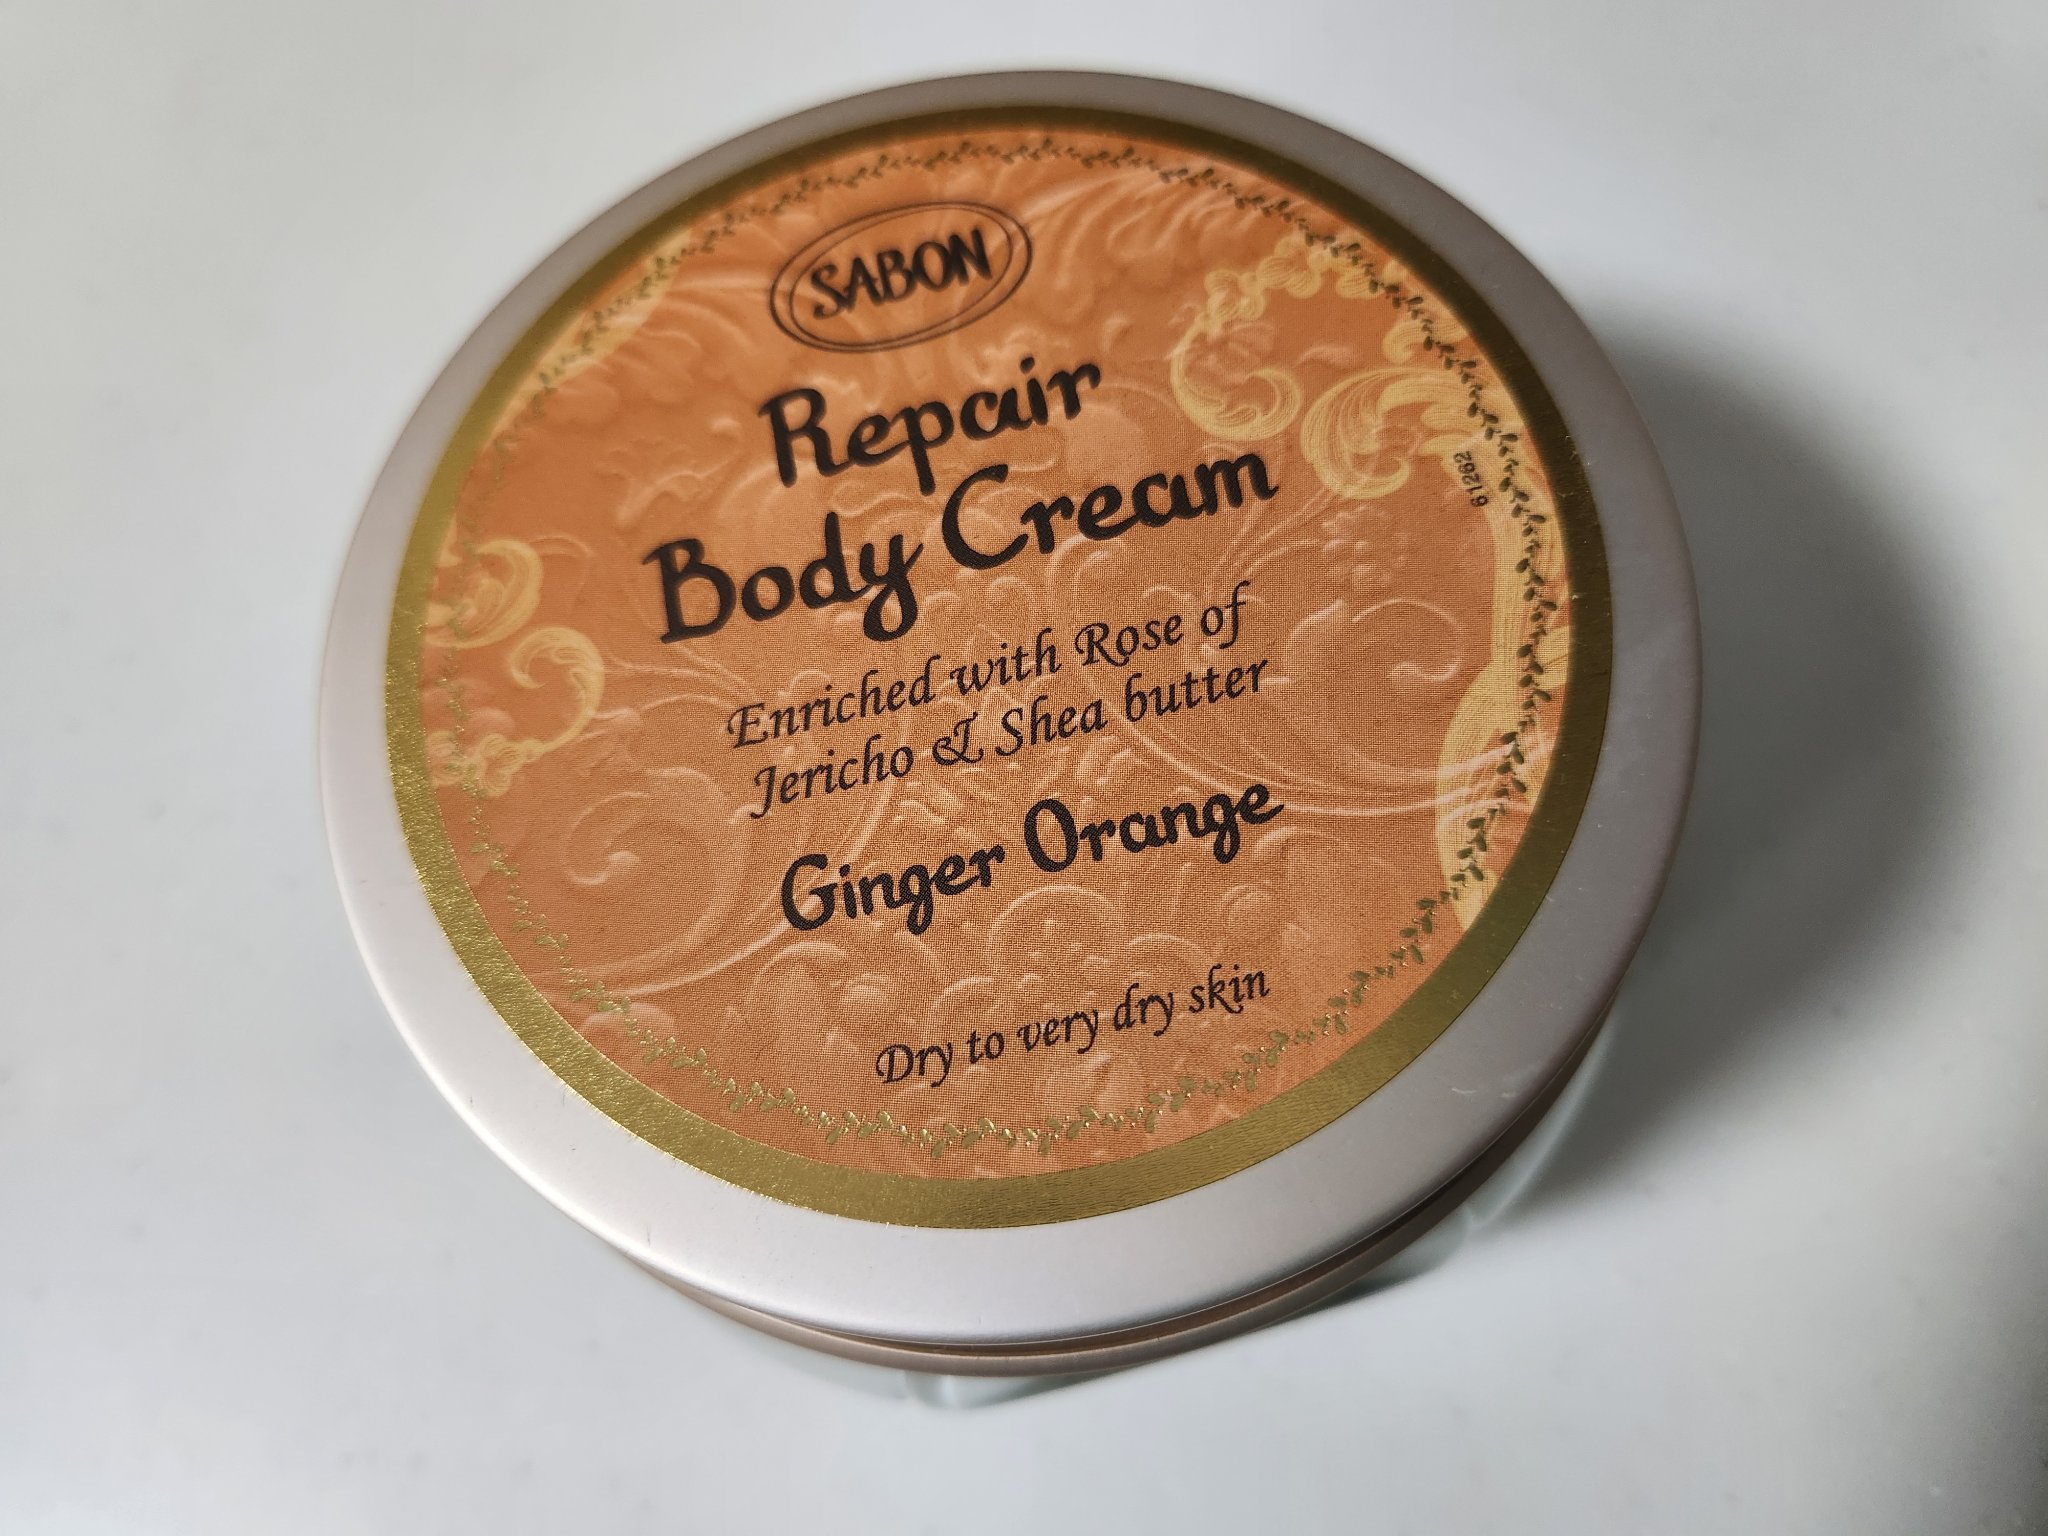 SABON
Repair
Body Cream
Enriched with Rose of
Jericho & Shea butter
Ginger Orange
Dry to very dry skin
61262